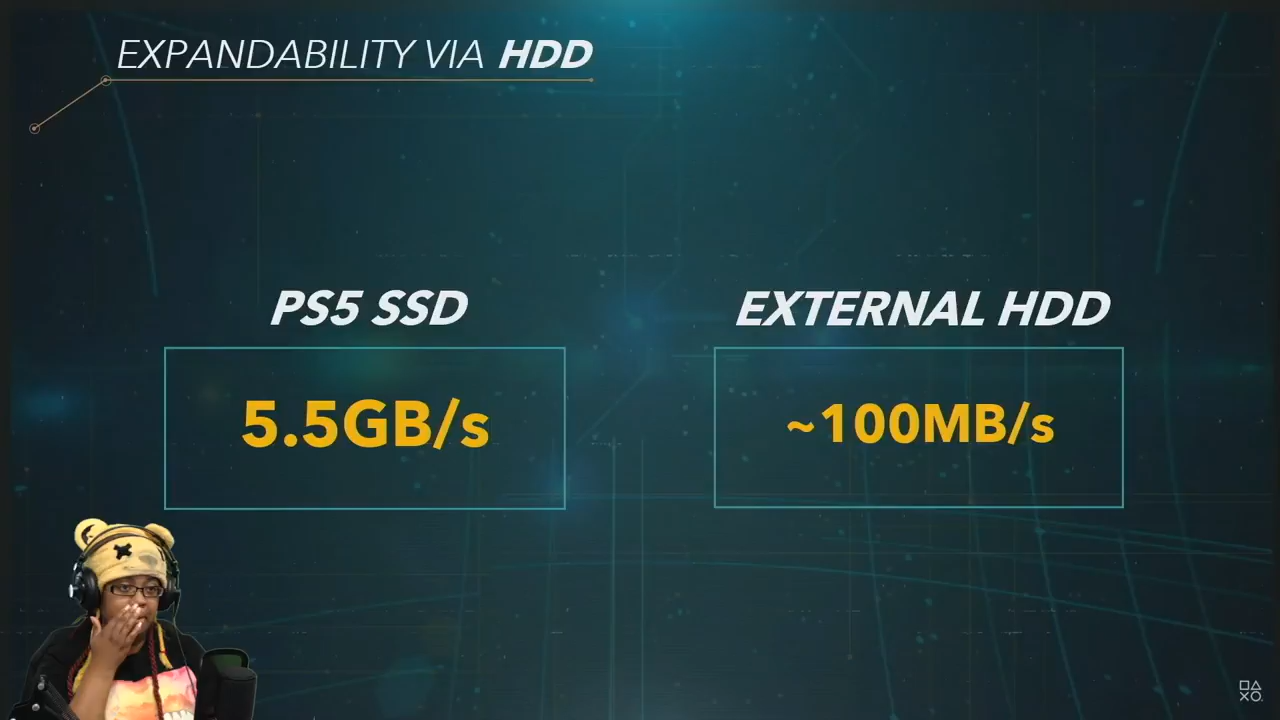 EXPANDABILITY VIA HDD
PS5 SSD
EXTERNAL HDD
5.5GB/s
~100MB/s